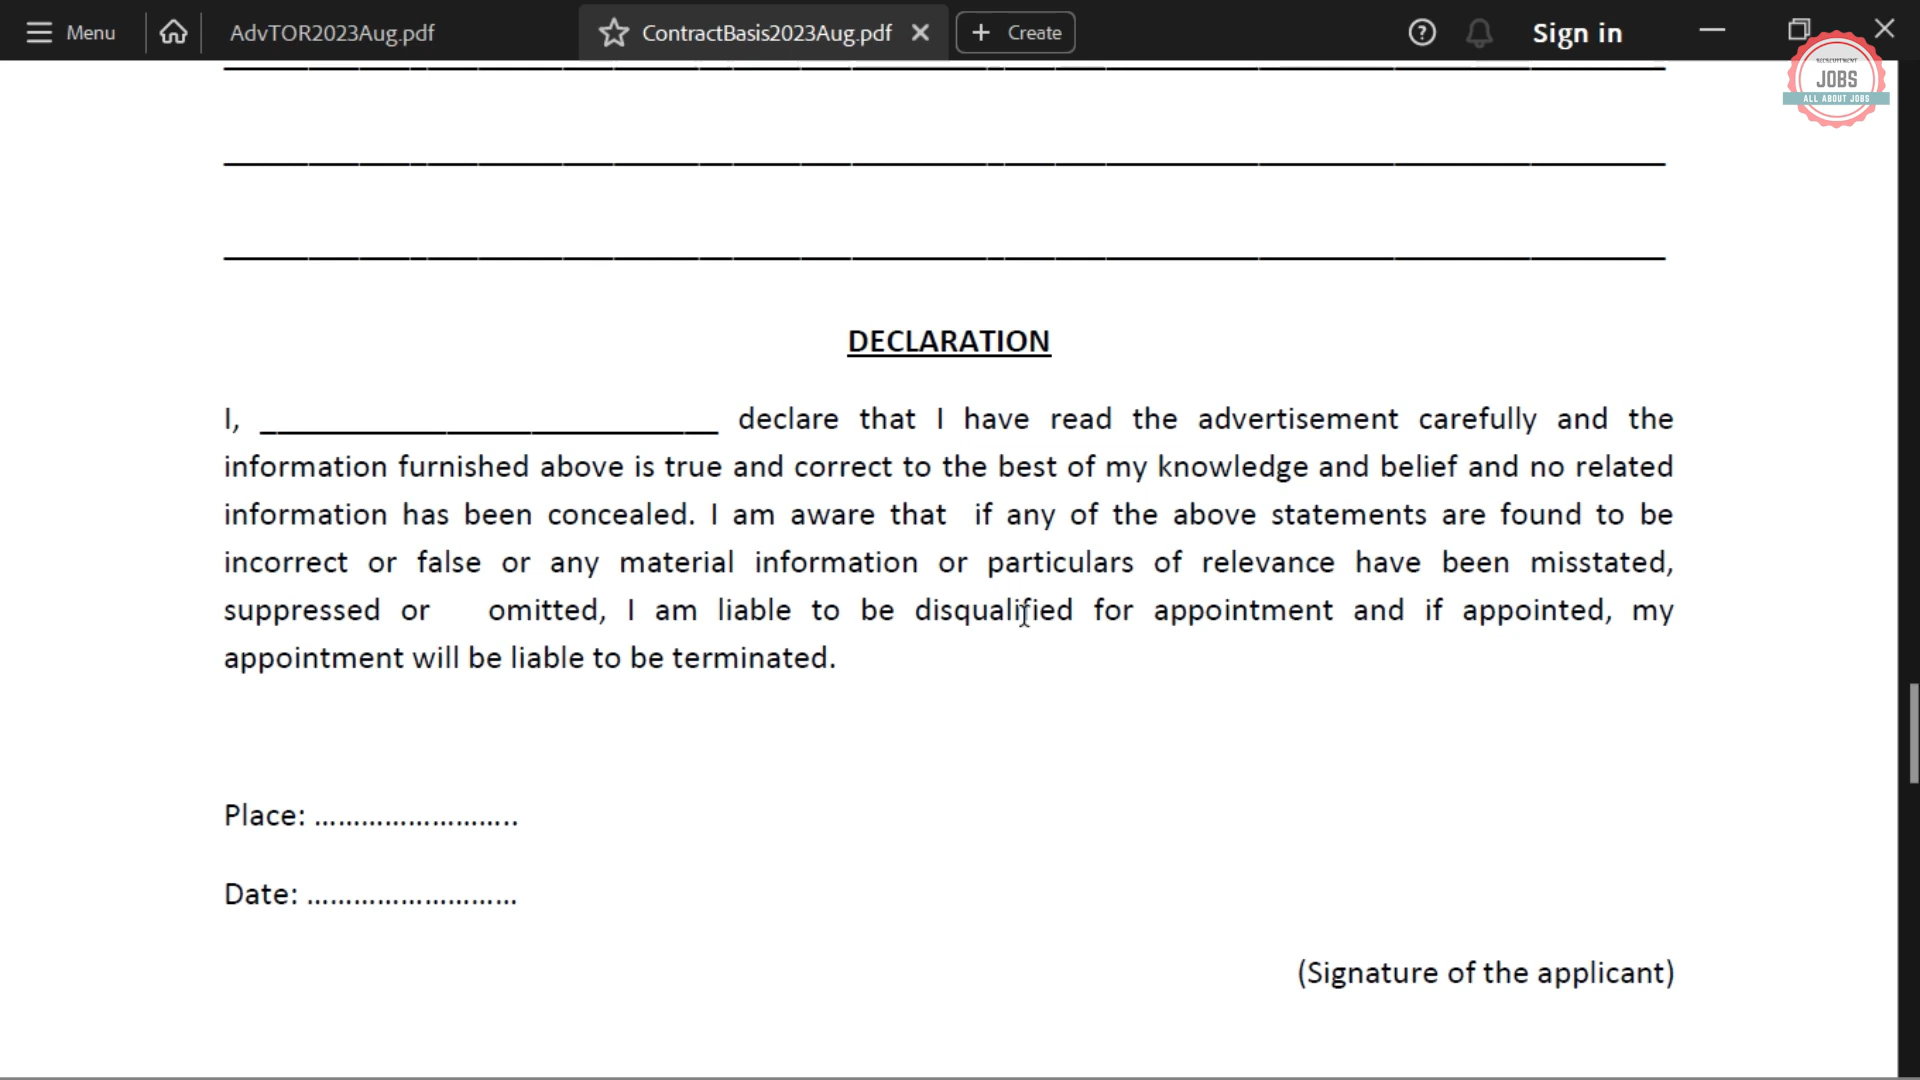 Menu
AdvTOR2023Aug.pdf
ContractBasis2023Aug.pdf
Create
Sign in
RECRUITMENT
JOBS
ALL ABOUT JOBS
DECLARATION
I, ___________________________ declare that I have read the advertisement carefully and the
information furnished above is true and correct to the best of my knowledge and belief and no related
information has been concealed. I am aware that if any of the above statements are found to be
incorrect or false or any material information or particulars of relevance have been misstated,
suppressed or omitted, I am liable to be disqualified for appointment and if appointed, my
appointment will be liable to be terminated.
Place: ……………………..
Date: ………………………
(Signature of the applicant)